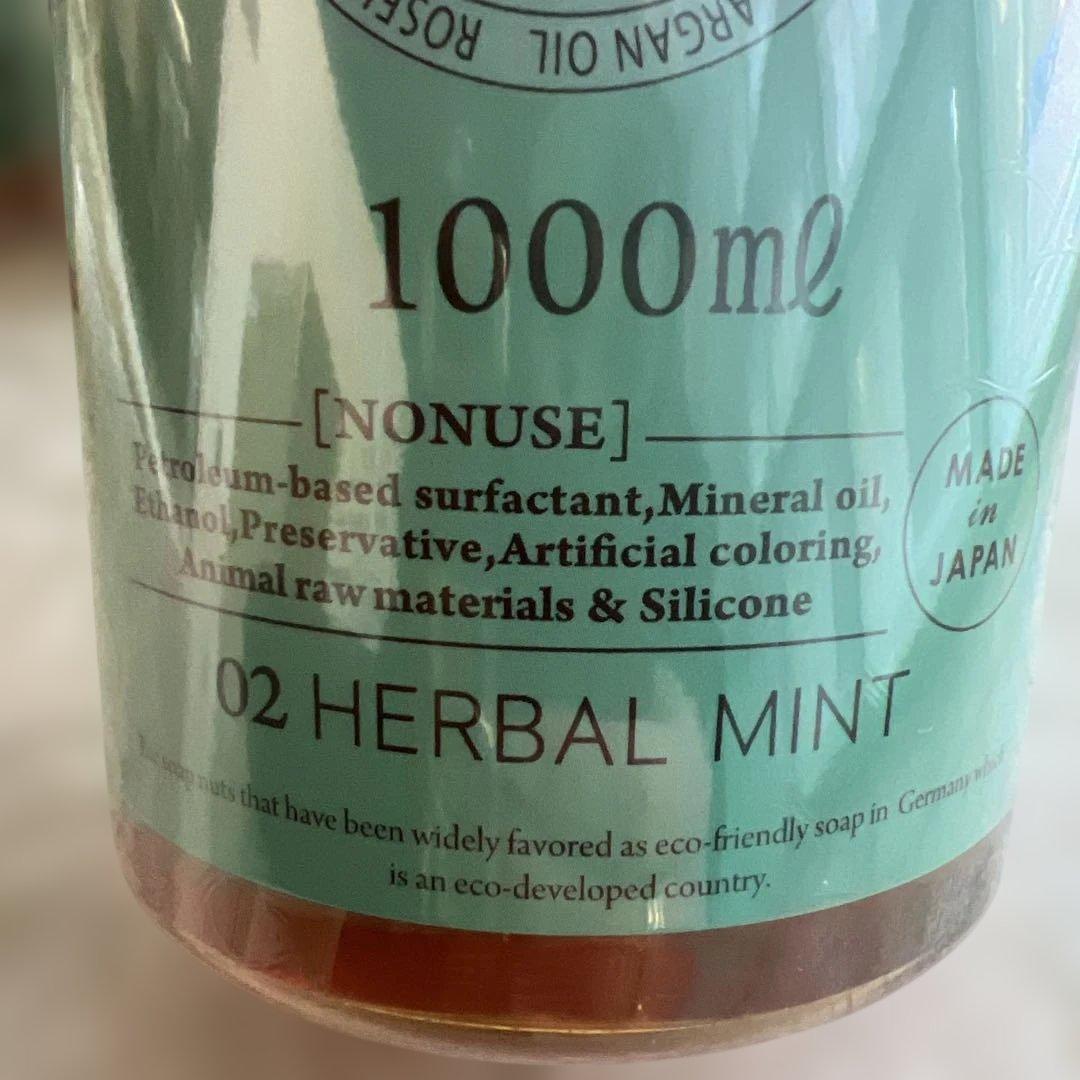 ARGAN OIL
1000mℓ
[NONUSE]
Petroleum-based surfactant,Mineral oil,
Ethanol,Preservative,Artificial coloring,
Animal raw materials & Silicone
MADE
in
JAPAN
02 HERBAL MINT
soap nuts that have been widely favored as eco-friendly soap in Germany which
is an eco-developed country.